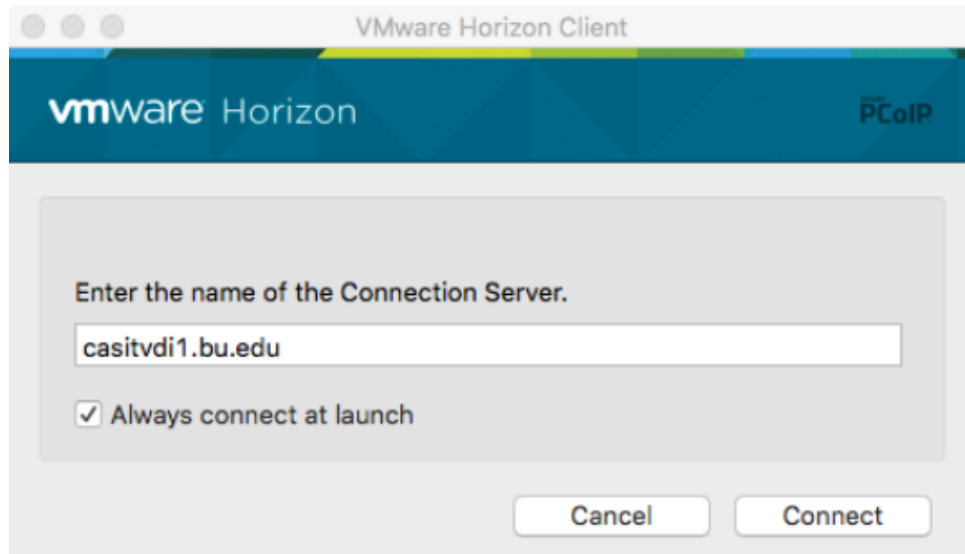 VMware Horizon Client
vmware Horizon
PCoIP
Enter the name of the Connection Server.
casitvdi1.bu.edu
Always connect at launch
Cancel
Connect